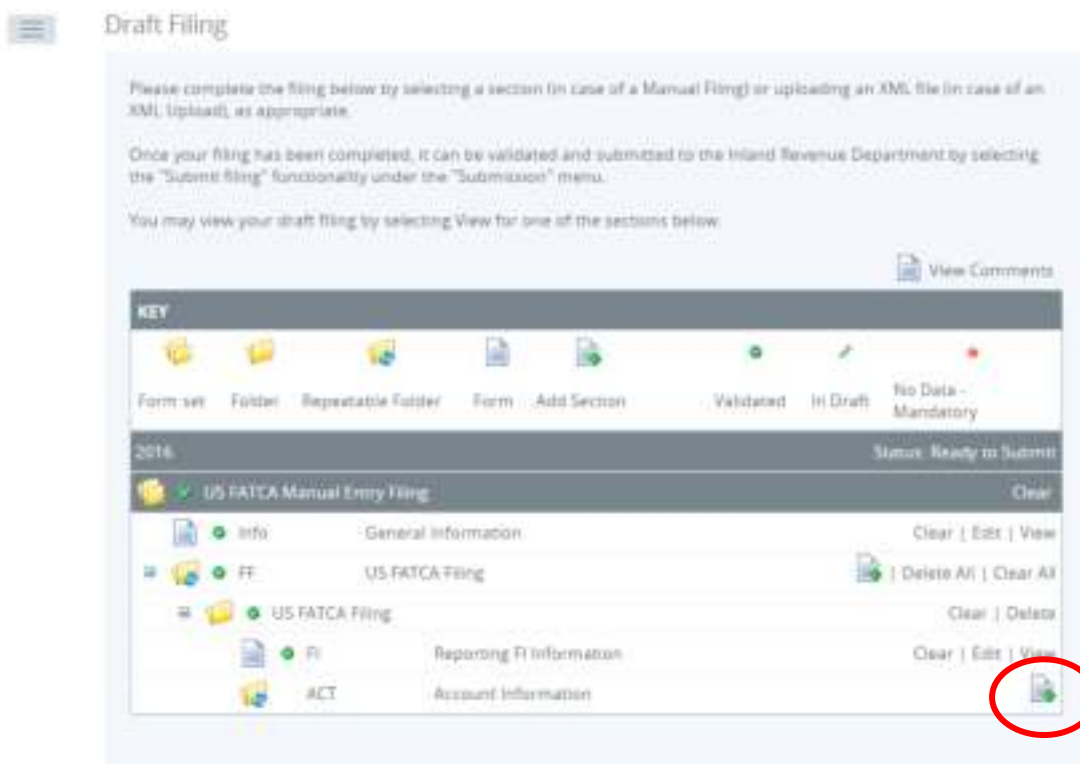 Draft Filing
Please complete the filing below by selecting a section (in case of a Manual Filing) or uploading an XML file (in case of an
XML Upload), as appropriate.
Once your filing has been completed, it can be validated and submitted to the Inland Revenue Department by selecting
the "Submit filing" functionality under the "Submission" menu.
You may view your draft filing by selecting View for one of the sections below.
View Comments
KEY
Form set Folder Repeatable Folder Form Add Section Validated In Draft No Data -
Mandatory
2016 Status: Ready to Submit
US FATCA Manual Entry Filing Clear
Info General Information Clear | Edit | View
FF US FATCA Filing | Delete All | Clear All
US FATCA Filing Clear | Delete
FI Reporting FI Information Clear | Edit | View
ACT Account Information